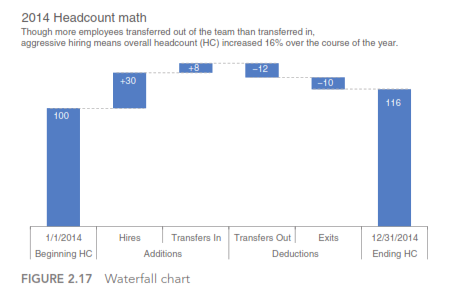 2014 Headcount math
Though more employees transferred out of the team than transferred in,
aggressive hiring means overall headcount (HC) increased 16% over the course of the year.
+8
−12
+30
−10
100
116
1/1/2014
Hires
Transfers In
Transfers Out
Exits
12/31/2014
Beginning HC
Additions
Deductions
Ending HC
FIGURE 2.17 Waterfall chart